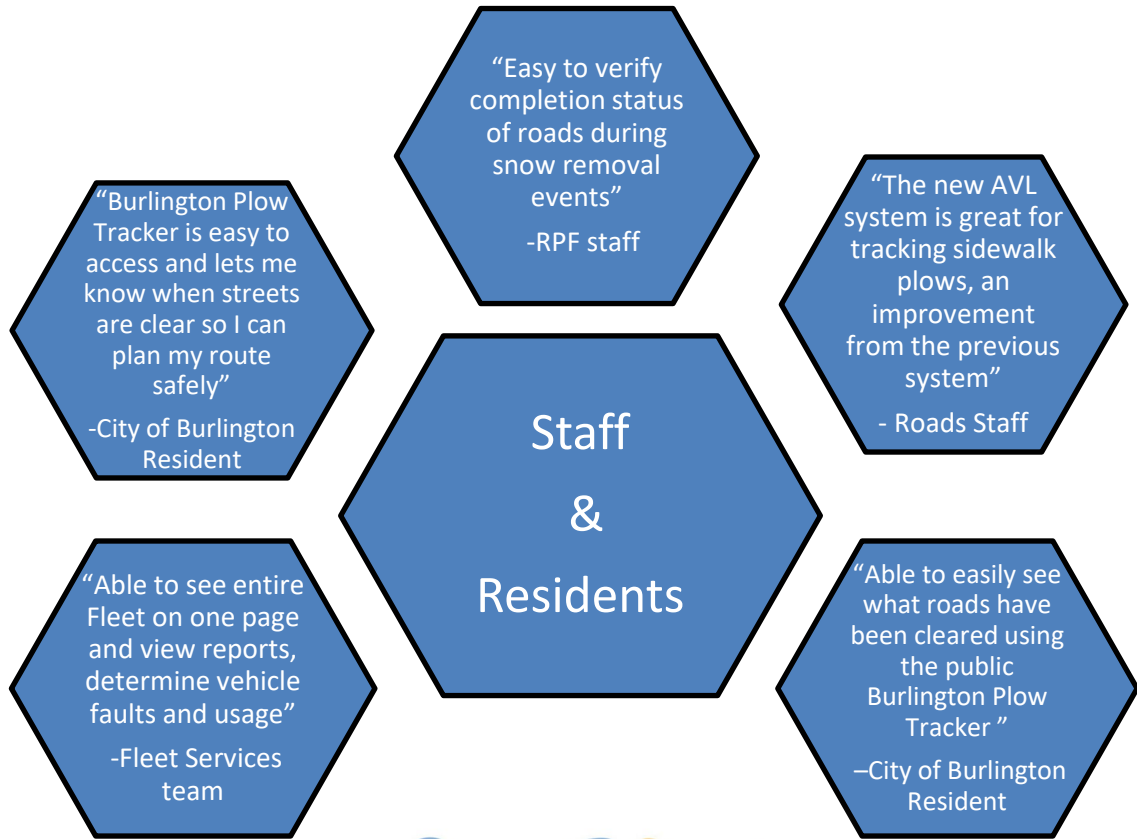 “Easy to verify
completion status
of roads during
snow removal
events”
-RPF staff
“Burlington Plow
Tracker is easy to
access and lets me
know when streets
are clear so I can
plan my route
safely”
-City of Burlington
Resident
“The new AVL
system is great for
tracking sidewalk
plows, an
improvement
from the previous
system”
- Roads Staff
Staff
&
Residents
“Able to see entire
Fleet on one page
and view reports,
determine vehicle
faults and usage”
-Fleet Services
team
“Able to easily see
what roads have
been cleared using
the public
Burlington Plow
Tracker ”
–City of Burlington
Resident